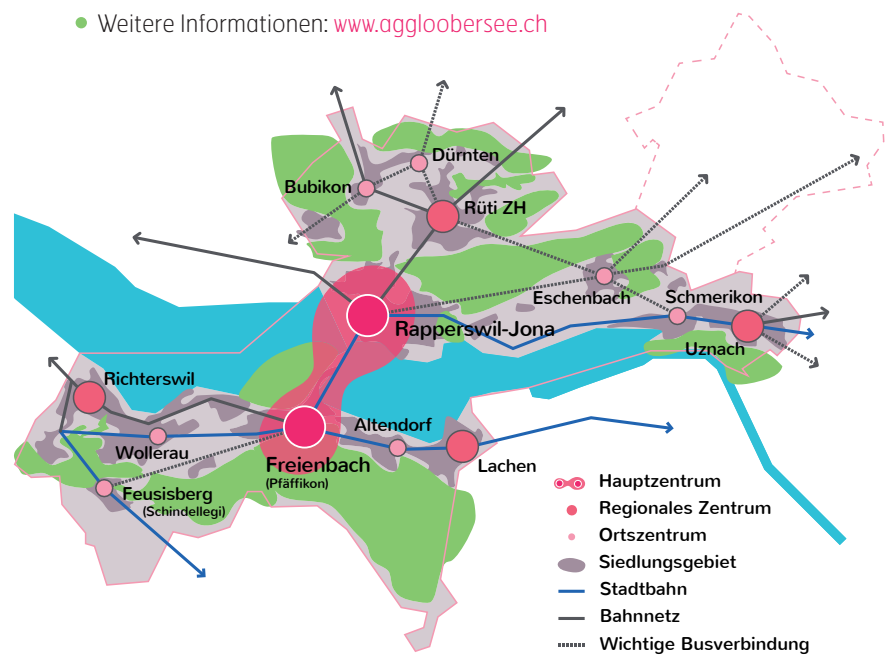 Weitere Informationen: www.aggloobersee.ch
Dürnten
Bubikon
Rüti ZH
Eschenbach
Schmerikon
Rapperswil-Jona
Uznach
Richterswil
Altendorf
Wollerau
Freienbach
(Pfäffikon)
Lachen
Feusisberg
(Schindellegi)
Hauptzentrum
Regionales Zentrum
Ortszentrum
Siedlungsgebiet
Stadtbahn
Bahnnetz
Wichtige Busverbindung